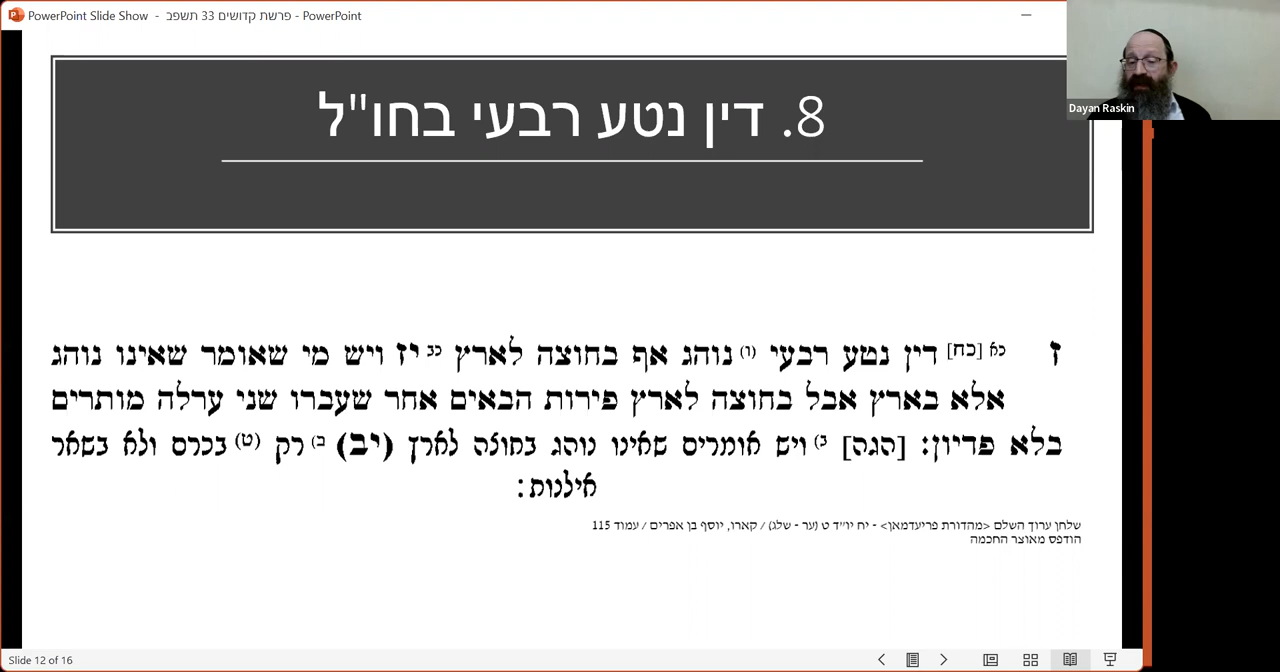 PowerPoint Slide Show - פרשת קדושים 33 תשפב - PowerPoint
Dayan Raskin
8. דין נטע רבעי בחו"ל
ז כא [כח] דין נטע רבעי (ו) נוהג אף בחוצה לארץ כב יז ויש מי שאומר שאינו נוהג
אלא בארץ אבל בחוצה לארץ פירות הבאים אחר שעברו שני ערלה מותרים
בלא פדיון: [הגה] ג) ויש אומרים שאינו נוהג בחוצה לארץ (יב) ב) רק (ט) בכרם ולא בשאר
אילנות:
שלחן ערוך השלם <מהדורת פריעדמאן> - יח יו"ד ט (ער - שלג) / קארו, יוסף בן אפרים / עמוד 115
הודפס מאוצר החכמה
Slide 12 of 16